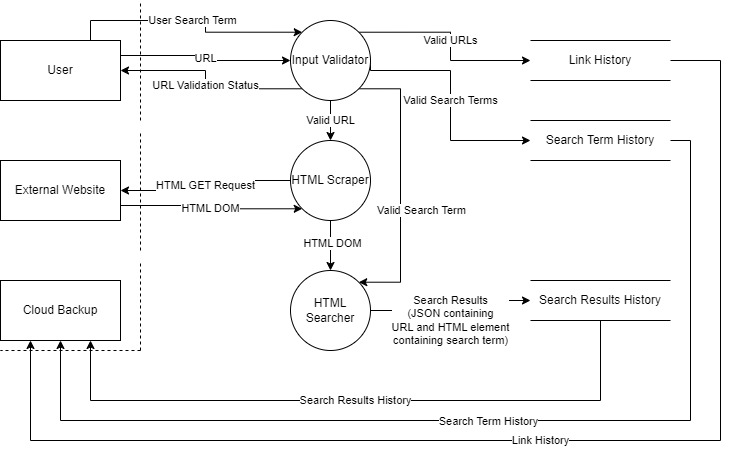 User Search Term
Valid URLs
User
URL
Input Validator
Link History
URL Validation Status
Valid Search Terms
Valid URL
Search Term History
External Website
HTML GET Request
HTML Scraper
HTML DOM
Valid Search Term
HTML DOM
Cloud Backup
HTML
Searcher
Search Results
(JSON containing
URL and HTML element
containing search term)
Search Results History
Search Results History
Search Term History
Link History